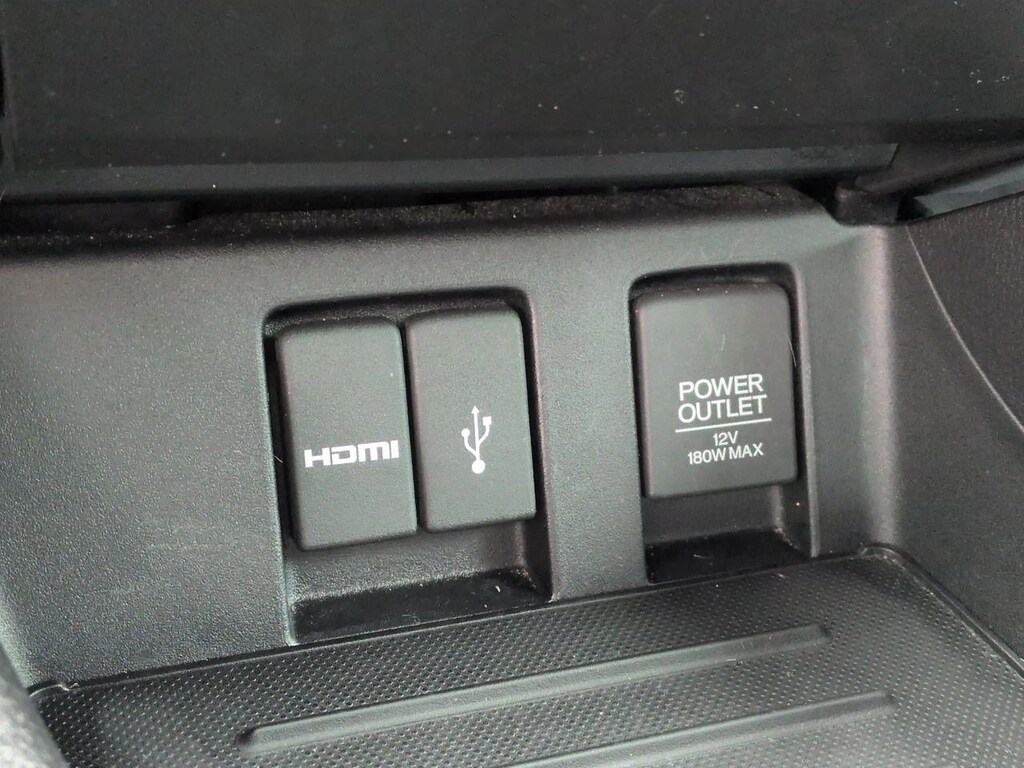 HDMI
POWER
OUTLET
12V
180W MAX